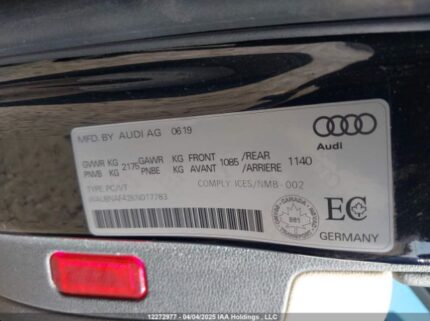 MFD. BY AUDI AG 06 19
GVWR KG 2175 GAWR KG FRONT 1085 /REAR 1140
PNMB KG PNBE KG AVANT /ARRIERE
TYPE PC/VT COMPLY ICES/NMB-002
Audi
EC
GERMANY
12272977 - 04/04/2025 IAA Holdings , LLC